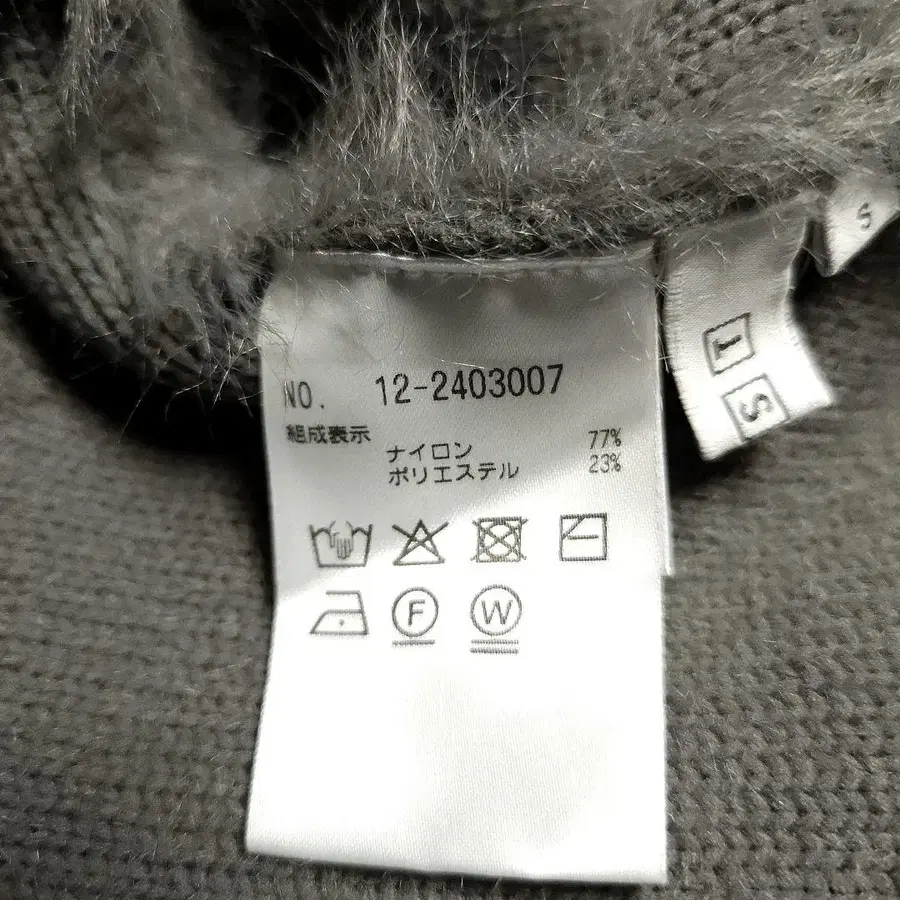 NO. 12-2403007
組成表示
ナイロン 77%
ポリエステル 23%
F W
I
S
S